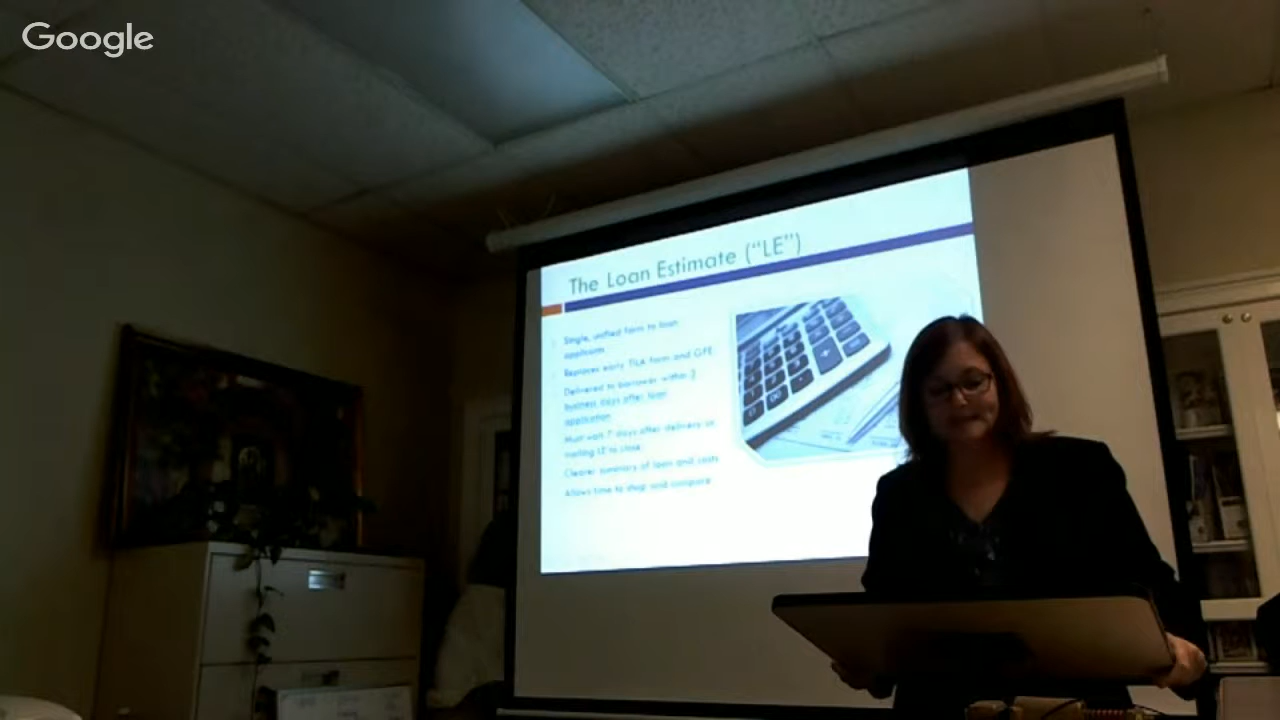 Google
The Loan Estimate ("LE")
Single, unified form to loan
applicants
Replaces early TILA form and GFE
Delivered to borrower within 3
business days after loan
application
Must wait 7 days after delivery or
mailing LE to close
Clearer summary of loan and costs
Allows time to shop and compare